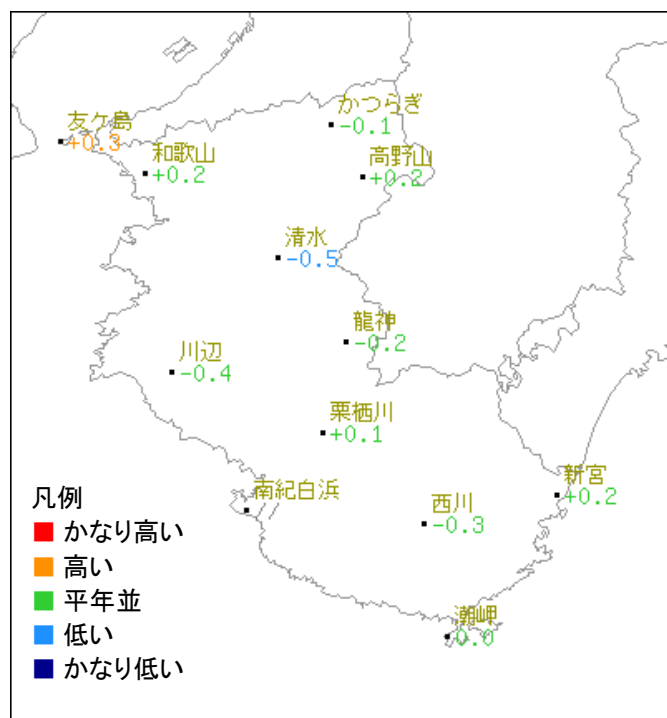 かつらぎ
-0.1
友ケ島
+0.3
和歌山
+0.2
高野山
+0.2
清水
-0.5
龍神
-0.2
川辺
-0.4
栗栖川
+0.1
南紀白浜
西川
-0.3
新宮
+0.2
潮岬
0.0
凡例
かなり高い
高い
平年並
低い
かなり低い